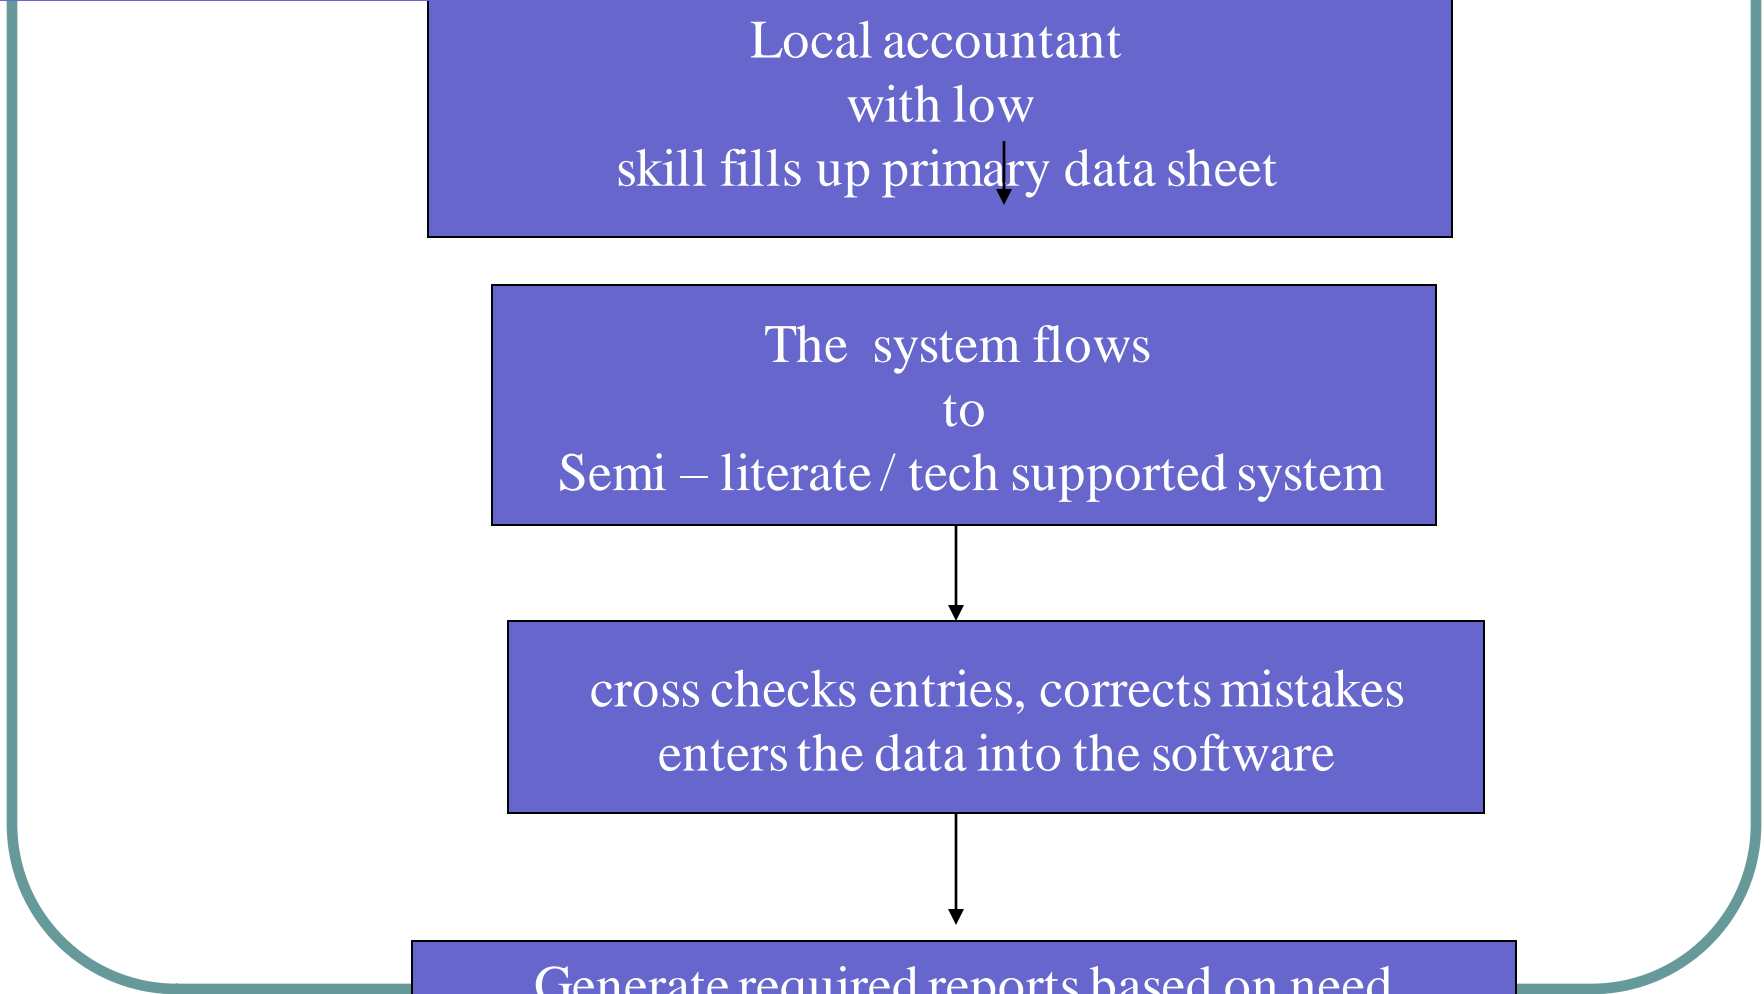 Local accountant
with low
skill fills up primary data sheet
The system flows
to
Semi – literate / tech supported system
cross checks entries, corrects mistakes
enters the data into the software
Generate required reports based on need